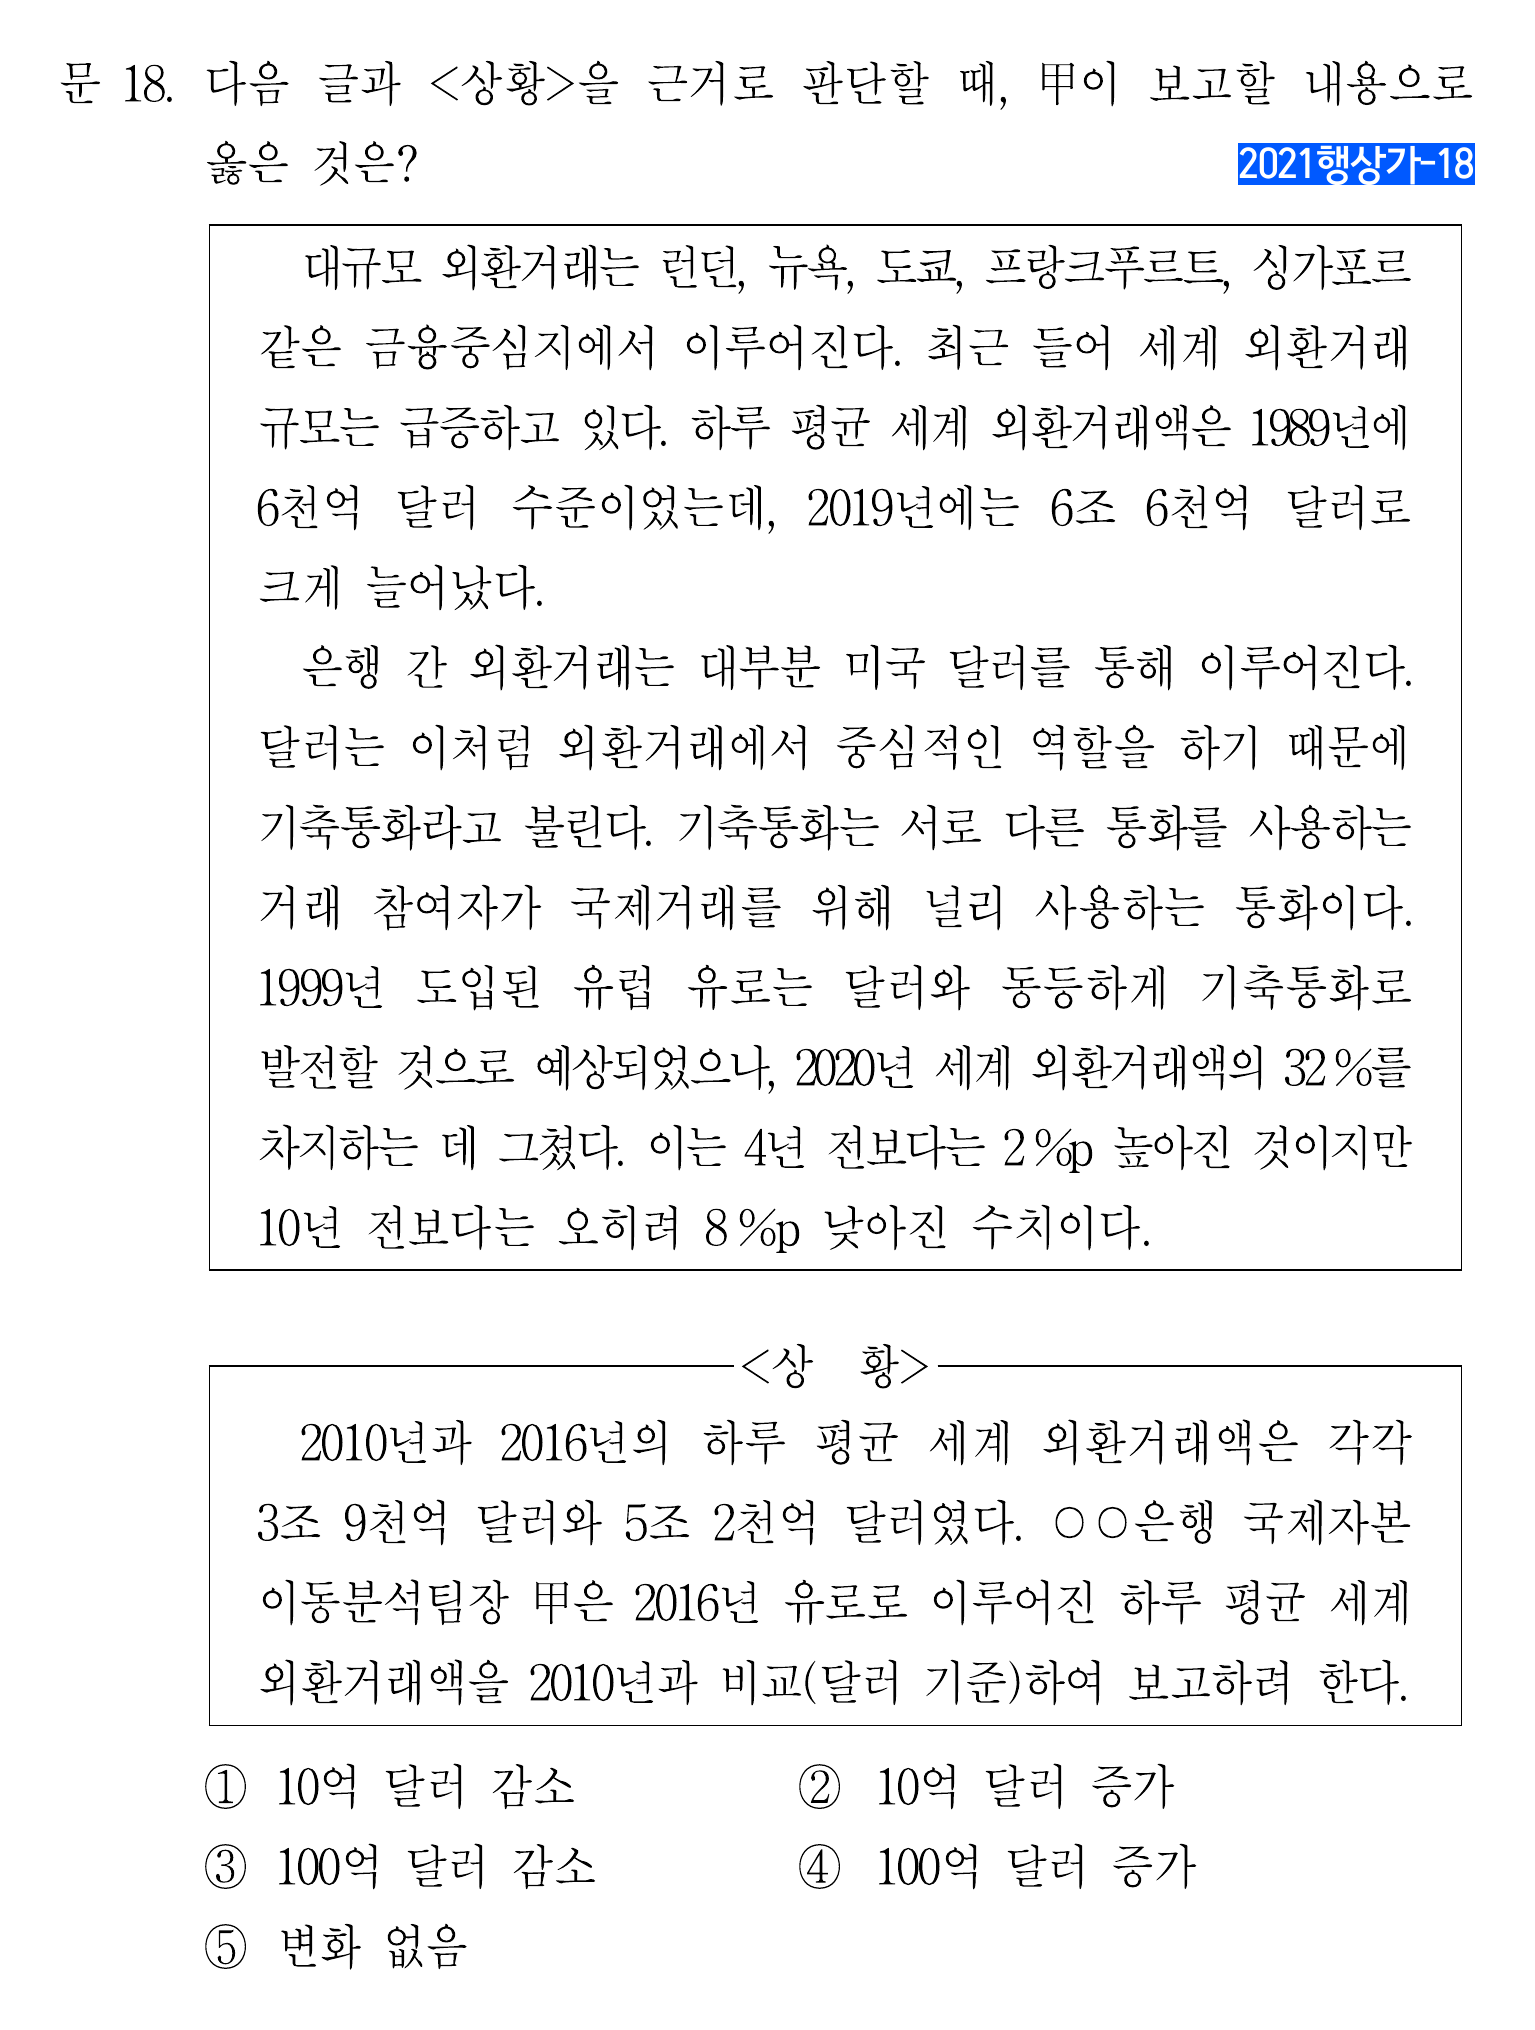 문 18. 다음 글과 <상황>을 근거로 판단할 때, 甲이 보고할 내용으로
옳은 것은?
2021행상가-18
대규모 외환거래는 런던, 뉴욕, 도쿄, 프랑크푸르트, 싱가포르
같은 금융중심지에서 이루어진다. 최근 들어 세계 외환거래
규모는 급증하고 있다. 하루 평균 세계 외환거래액은 1989년에
6천억 달러 수준이었는데, 2019년에는 6조 6천억 달러로
크게 늘어났다.
은행 간 외환거래는 대부분 미국 달러를 통해 이루어진다.
달러는 이처럼 외환거래에서 중심적인 역할을 하기 때문에
기축통화라고 불린다. 기축통화는 서로 다른 통화를 사용하는
거래 참여자가 국제거래를 위해 널리 사용하는 통화이다.
1999년 도입된 유럽 유로는 달러와 동등하게 기축통화로
발전할 것으로 예상되었으나, 2020년 세계 외환거래액의 32%를
차지하는 데 그쳤다. 이는 4년 전보다는 2%p 높아진 것이지만
10년 전보다는 오히려 8%p 낮아진 수치이다.
<상 황>
2010년과 2016년의 하루 평균 세계 외환거래액은 각각
3조 9천억 달러와 5조 2천억 달러였다. ○○은행 국제자본
이동분석팀장 甲은 2016년 유로로 이루어진 하루 평균 세계
외환거래액을 2010년과 비교(달러 기준)하여 보고하려 한다.
① 10억 달러 감소
② 10억 달러 증가
③ 100억 달러 감소
④ 100억 달러 증가
⑤ 변화 없음